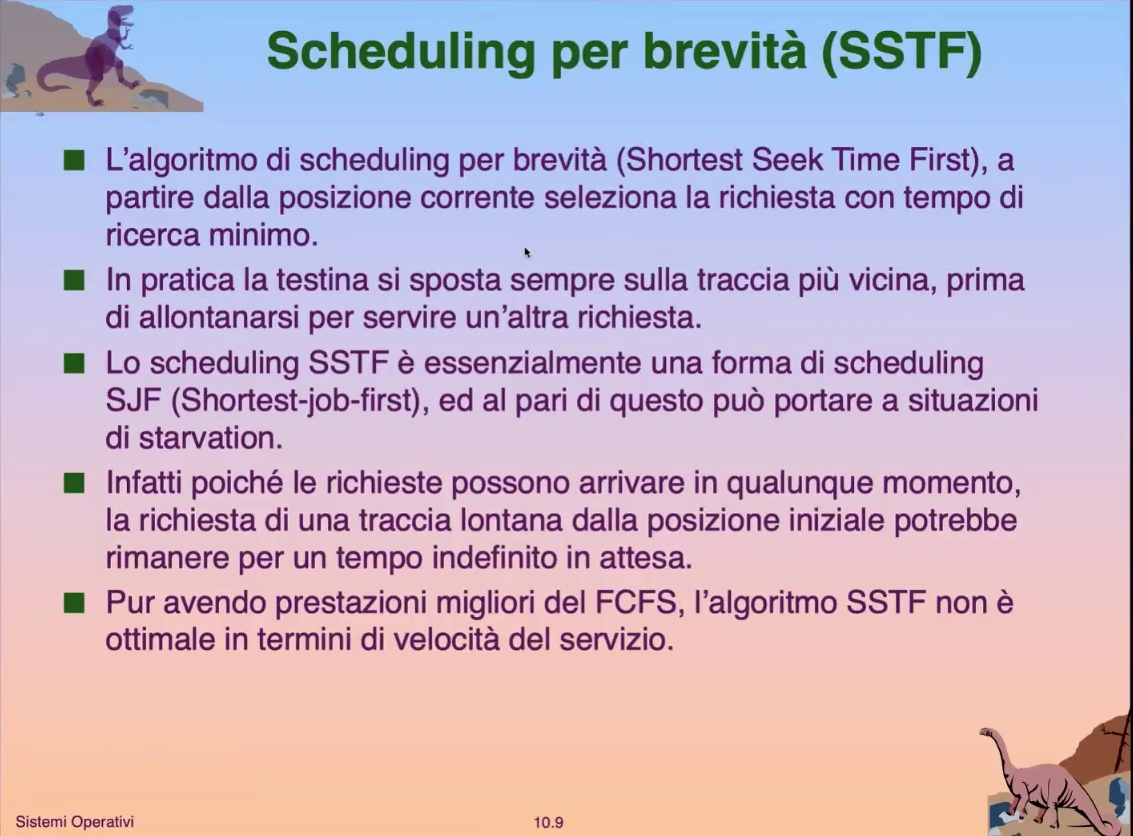 Scheduling per brevità (SSTF)
L’algoritmo di scheduling per brevità (Shortest Seek Time First), a
partire dalla posizione corrente seleziona la richiesta con tempo di
ricerca minimo.
In pratica la testina si sposta sempre sulla traccia più vicina, prima
di allontanarsi per servire un’altra richiesta.
Lo scheduling SSTF è essenzialmente una forma di scheduling
SJF (Shortest-job-first), ed al pari di questo può portare a situazioni
di starvation.
Infatti poiché le richieste possono arrivare in qualunque momento,
la richiesta di una traccia lontana dalla posizione iniziale potrebbe
rimanere per un tempo indefinito in attesa.
Pur avendo prestazioni migliori del FCFS, l’algoritmo SSTF non è
ottimale in termini di velocità del servizio.
Sistemi Operativi
10.9